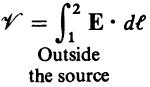 𝒱 = ∫₁² E · dℓ
Outside
the source